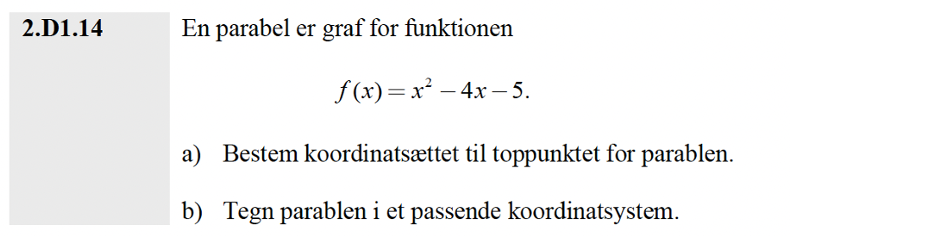 2.D1.14 En parabel er graf for funktionen
f(x) = x² – 4x – 5.
a) Bestem koordinatsættet til toppunktet for parablen.
b) Tegn parablen i et passende koordinatsystem.